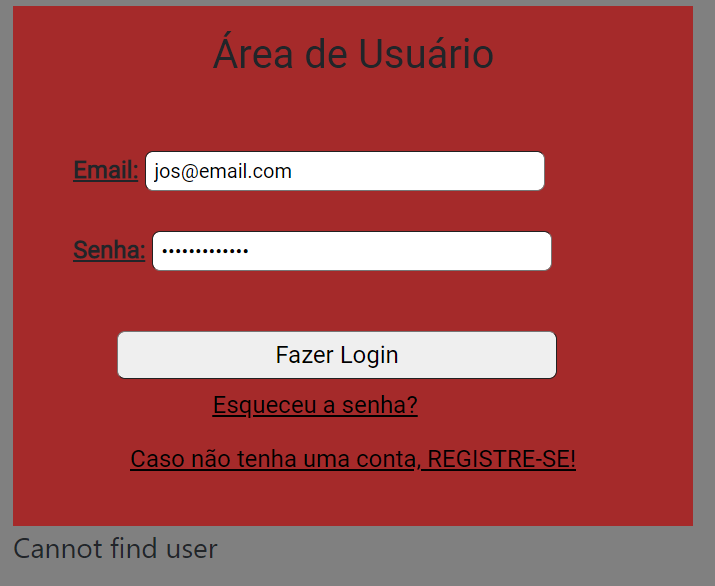 Área de Usuário
Email: jos@email.com
Senha: •••••••••••••
Fazer Login
Esqueceu a senha?
Caso não tenha uma conta, REGISTRE-SE!
Cannot find user